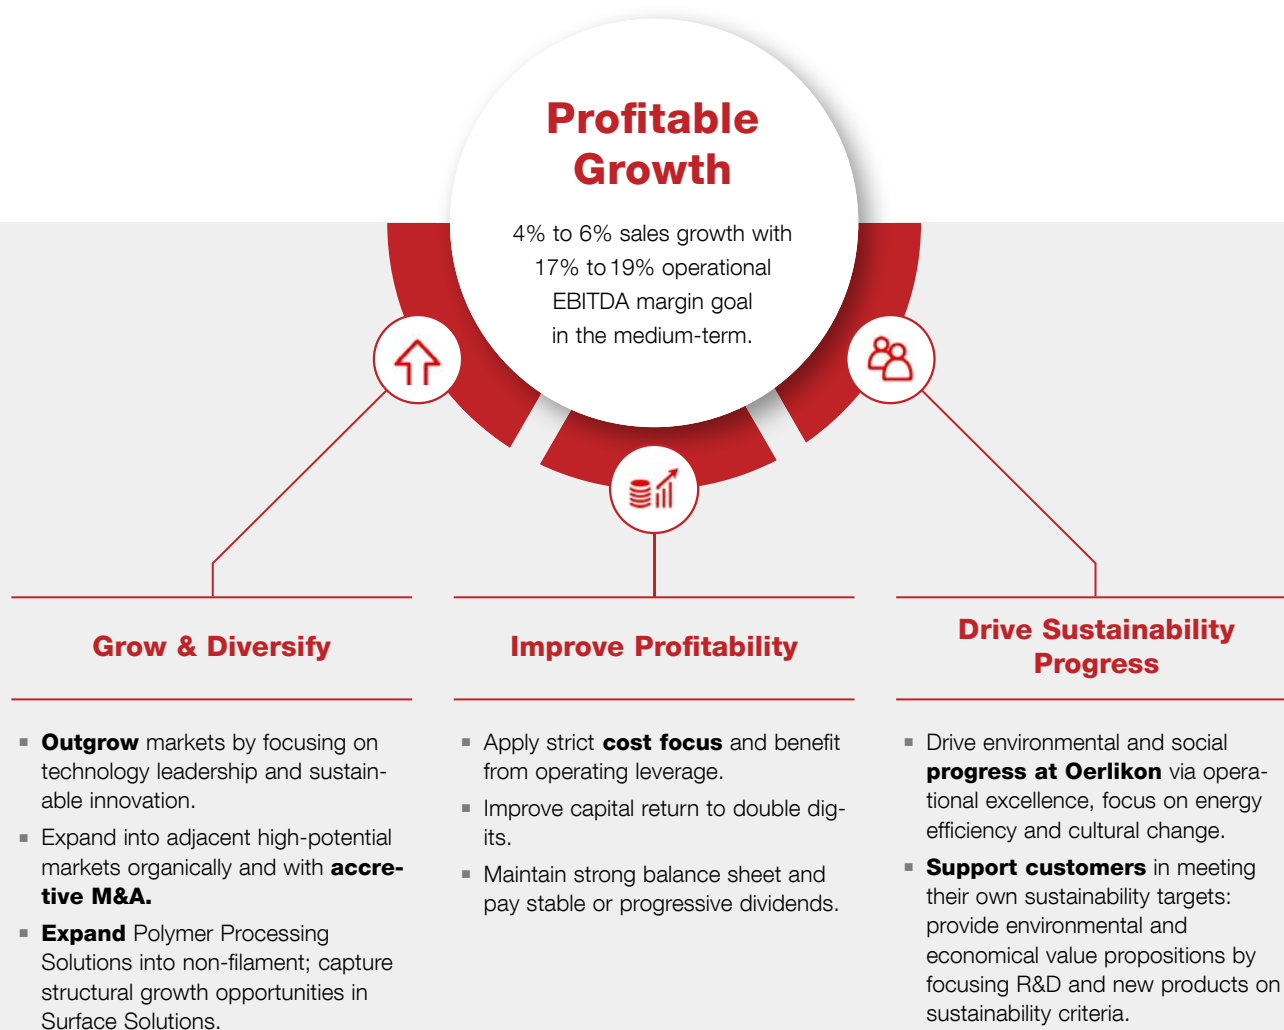 Profitable
Growth
4% to 6% sales growth with
17% to 19% operational
EBITDA margin goal
in the medium-term.
Grow & Diversify
▪ Outgrow markets by focusing on
technology leadership and sustain-
able innovation.
▪ Expand into adjacent high-potential
markets organically and with accre-
tive M&A.
▪ Expand Polymer Processing
Solutions into non-filament; capture
structural growth opportunities in
Surface Solutions.
Improve Profitability
▪ Apply strict cost focus and benefit
from operating leverage.
▪ Improve capital return to double dig-
its.
▪ Maintain strong balance sheet and
pay stable or progressive dividends.
Drive Sustainability
Progress
▪ Drive environmental and social
progress at Oerlikon via opera-
tional excellence, focus on energy
efficiency and cultural change.
▪ Support customers in meeting
their own sustainability targets:
provide environmental and
economical value propositions by
focusing R&D and new products on
sustainability criteria.